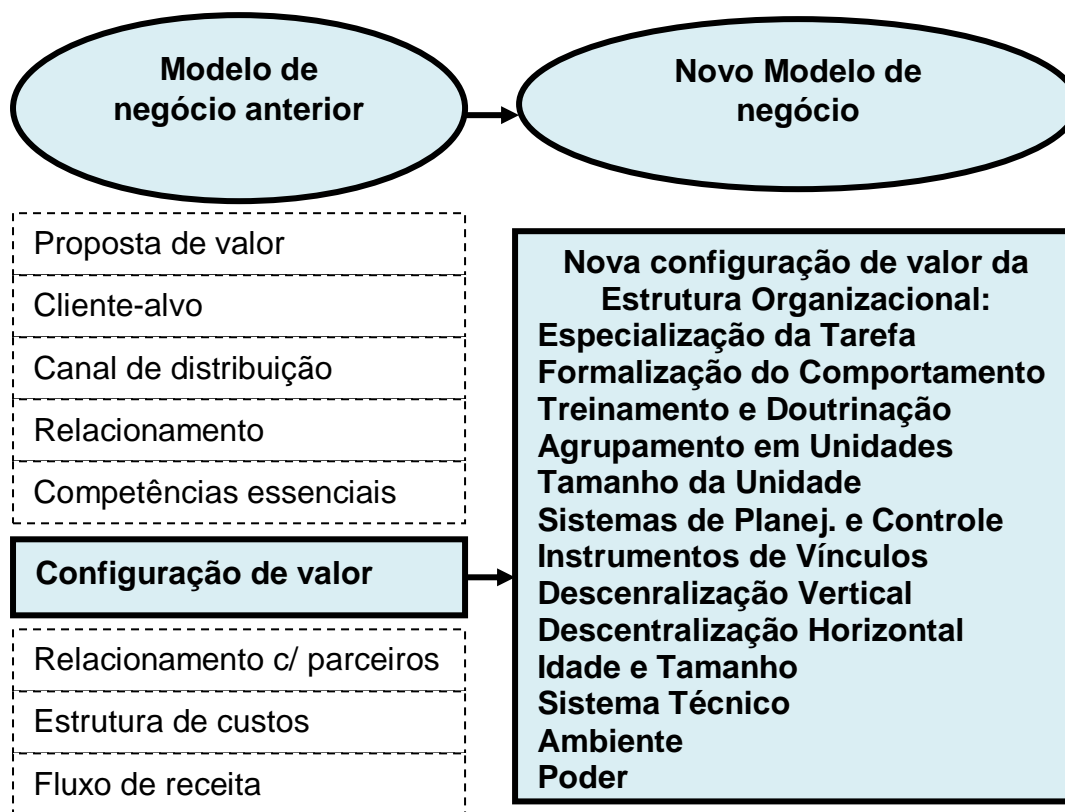 Modelo de
negócio anterior
Novo Modelo de
negócio
Proposta de valor
Cliente-alvo
Canal de distribuição
Relacionamento
Competências essenciais
Configuração de valor
Relacionamento c/ parceiros
Estrutura de custos
Fluxo de receita
Nova configuração de valor da
Estrutura Organizacional:
Especialização da Tarefa
Formalização do Comportamento
Treinamento e Doutrinação
Agrupamento em Unidades
Tamanho da Unidade
Sistemas de Planej. e Controle
Instrumentos de Vínculos
Descenralização Vertical
Descentralização Horizontal
Idade e Tamanho
Sistema Técnico
Ambiente
Poder